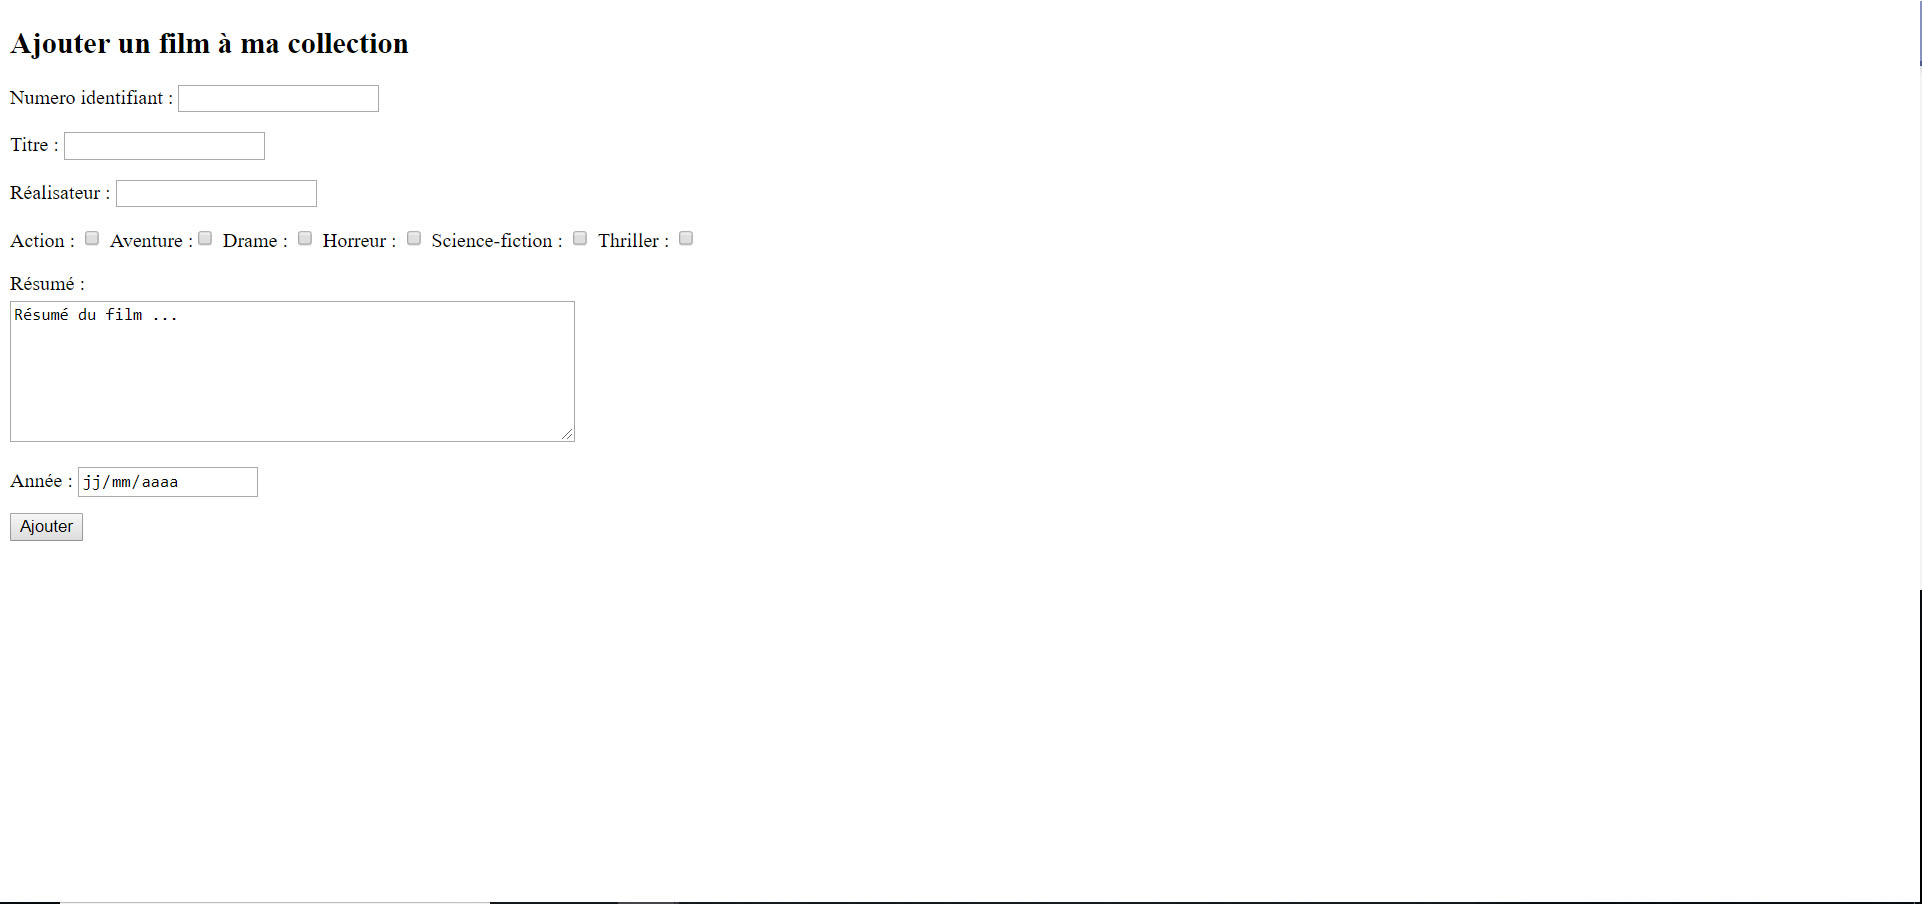 Ajouter un film à ma collection
Numero identifiant :
Titre :
Réalisateur :
Action : Aventure : Drame : Horreur : Science-fiction : Thriller :
Résumé :
Résumé du film ...
Année : jj/mm/aaaa
Ajouter